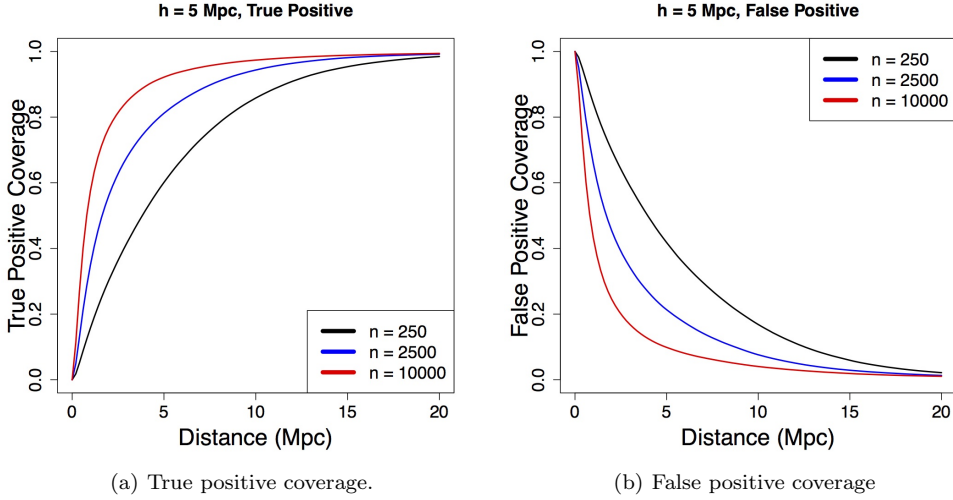 h = 5 Mpc, True Positive
True Positive Coverage
1.0
0.8
0.6
0.4
0.2
0.0
n = 250
n = 2500
n = 10000
0 5 10 15 20
Distance (Mpc)
(a) True positive coverage.
h = 5 Mpc, False Positive
False Positive Coverage
1.0
0.8
0.6
0.4
0.2
0.0
n = 250
n = 2500
n = 10000
0 5 10 15 20
Distance (Mpc)
(b) False positive coverage